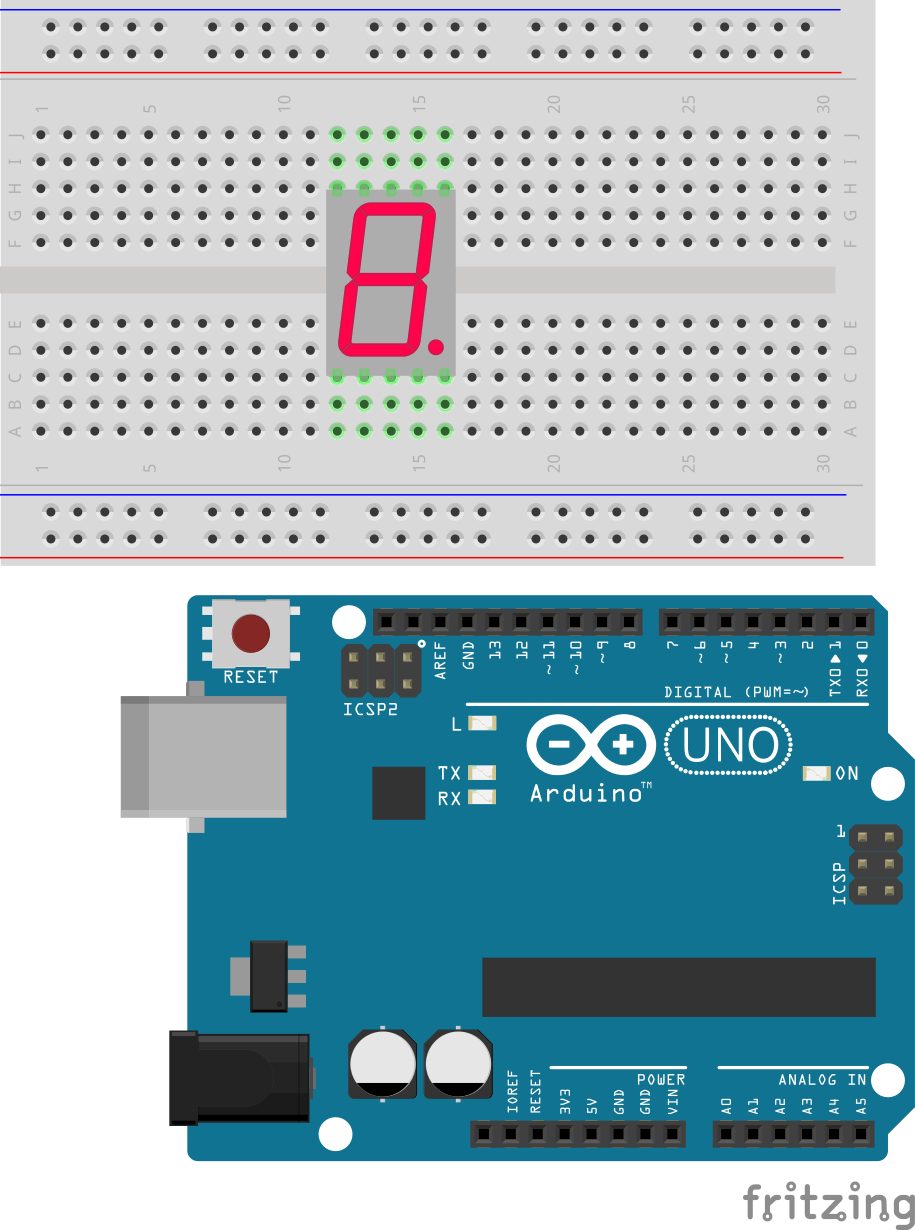 1 5 10 15 20 25 30
J J
I I
H H
G G
F F
E E
D D
C C
B B
A A
1 5 10 15 20 25 30
AREF GND 13 12 ~11 ~10 ~9 8 7 ~6 ~5 4 ~3 2 TX0▶1 RX0◀0
RESET
DIGITAL (PWM=~)
ICSP2
L
UNO
TX
ON
RX
Arduino™
1
ICSP
POWER
ANALOG IN
IOREF RESET 3V3 5V GND GND VIN A0 A1 A2 A3 A4 A5
fritzing